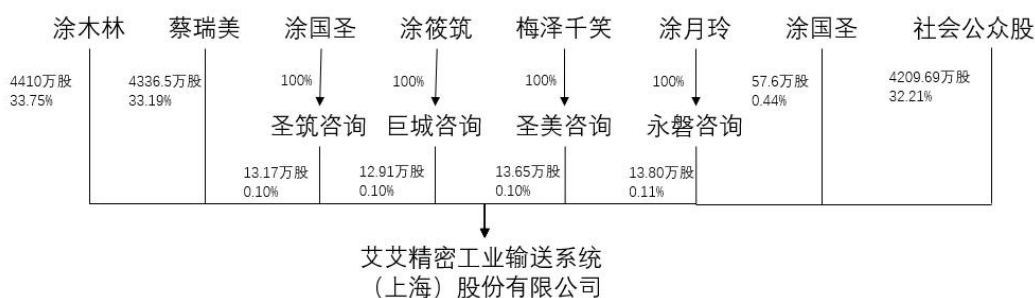 涂木林 蔡瑞美 涂国圣 涂筱筑 梅泽千笑 涂月玲 涂国圣 社会公众股
4410万股 4336.5万股 100% 100% 100% 100% 57.6万股 4209.69万股
33.75% 33.19% 0.44% 32.21%
圣筑咨询 巨城咨询 圣美咨询 永磐咨询
13.17万股 12.91万股 13.65万股 13.80万股
0.10% 0.10% 0.10% 0.11%
艾艾精密工业输送系统
（上海）股份有限公司